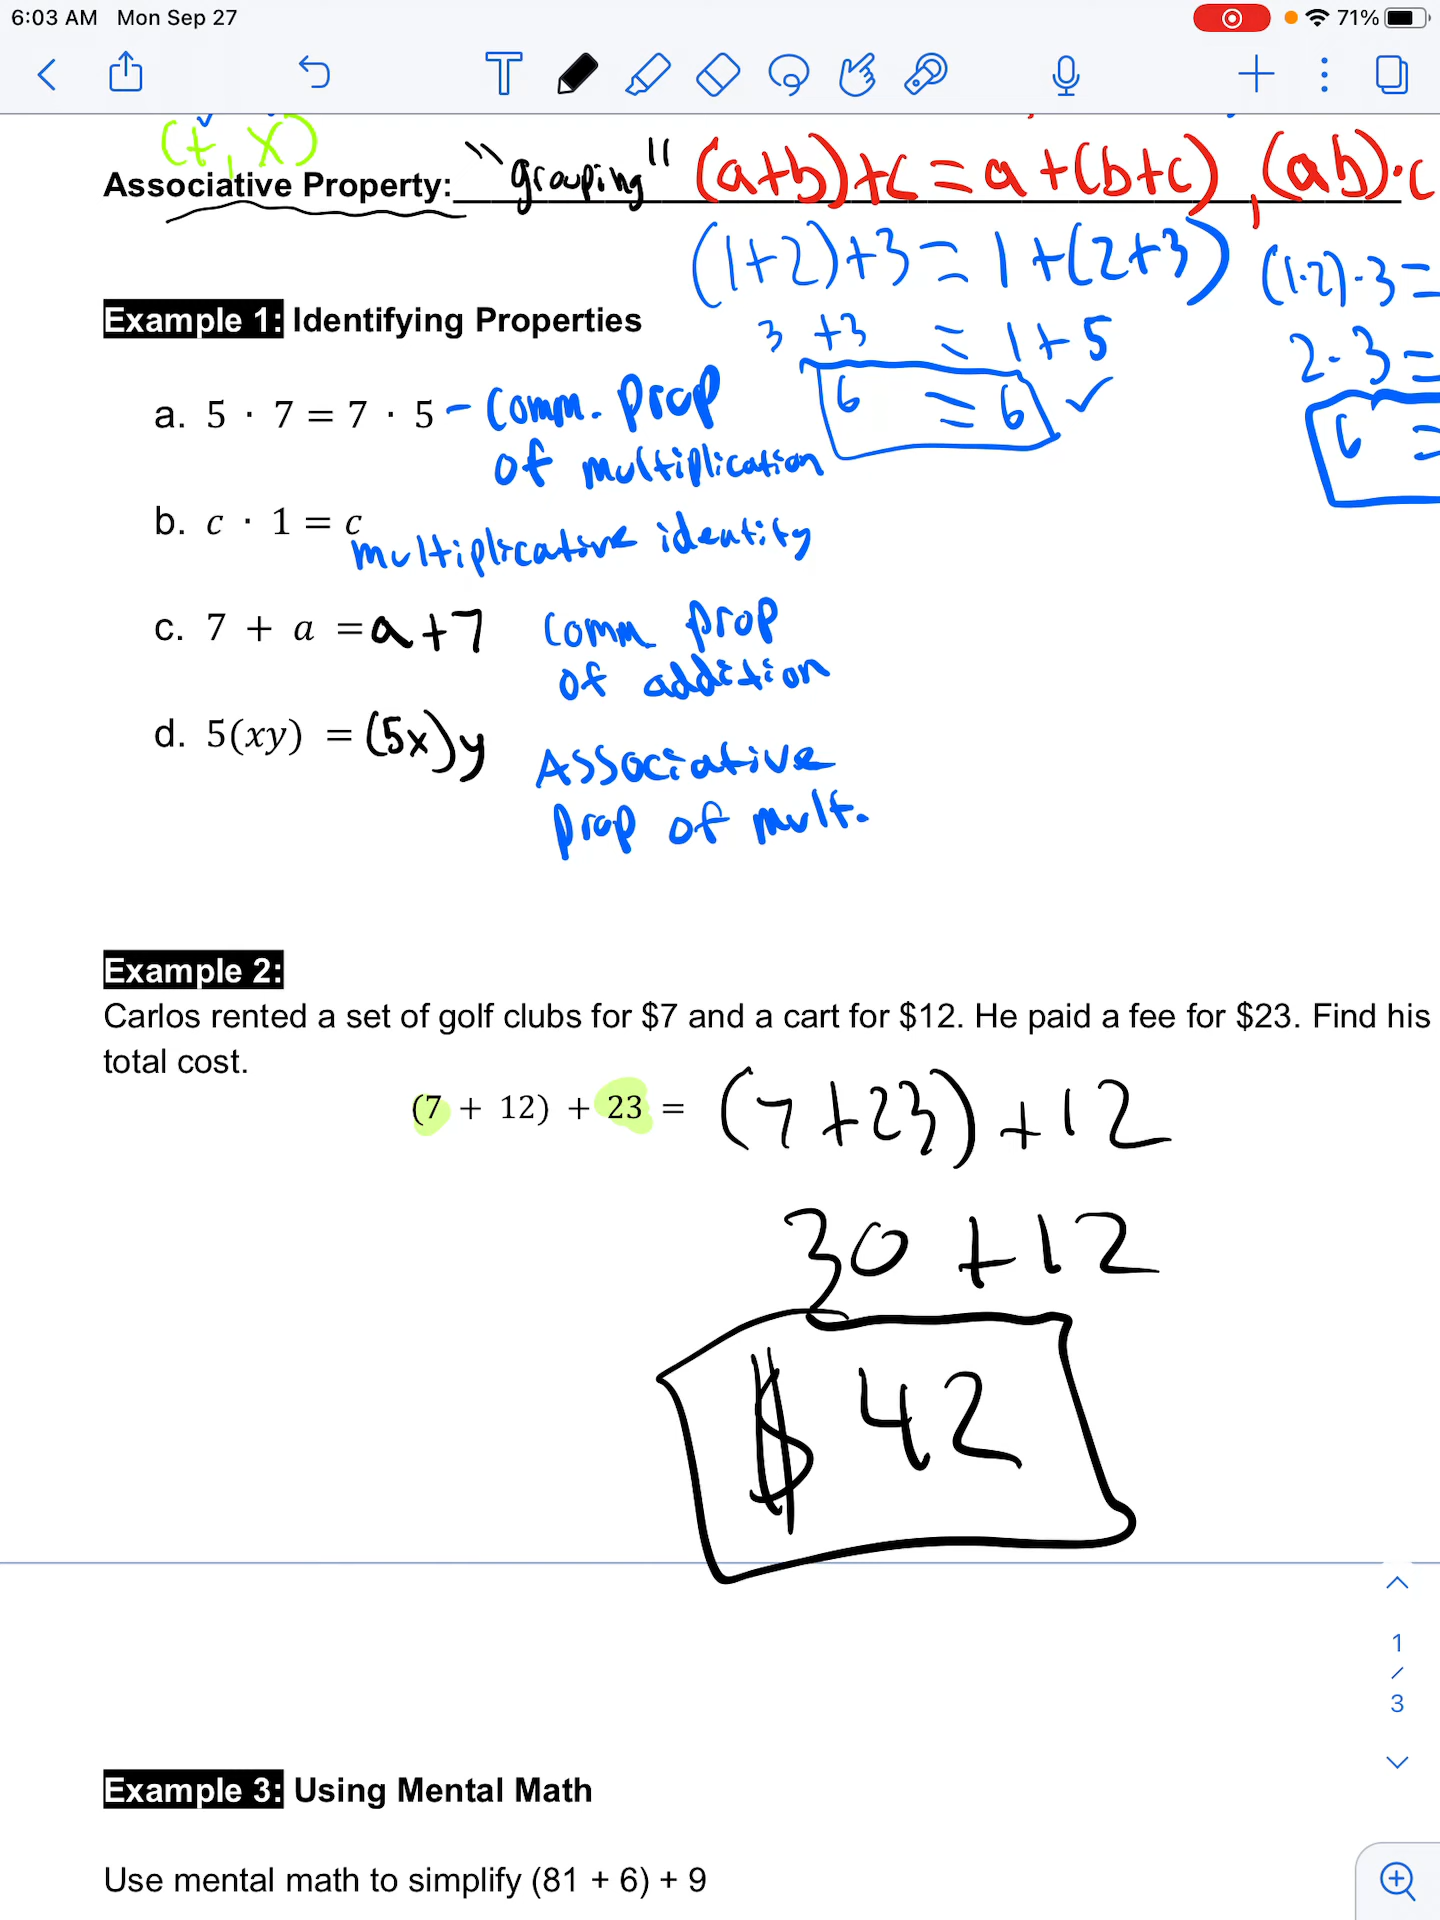 6:03 AM Mon Sep 27
71%
(+, x)
Associative Property: "grouping" (a+b)+c = a+(b+c), (ab)·c
(1+2)+3 = 1+(2+3) (1·2)·3=
Example 1: Identifying Properties
3 +3 = 1+5 2·3=
6 = 6 ✓ 6 =
a. 5 · 7 = 7 · 5 - comm. prop
of multiplication
b. c · 1 = c
multiplicative identity
c. 7 + a = a+7 comm prop
of addition
d. 5(xy) = (5x)y Associative
prop of mult.
Example 2:
Carlos rented a set of golf clubs for $7 and a cart for $12. He paid a fee for $23. Find his
total cost.
(7 + 12) + 23 = (7+23)+12
30+12
$42
1
/
3
Example 3: Using Mental Math
Use mental math to simplify (81 + 6) + 9